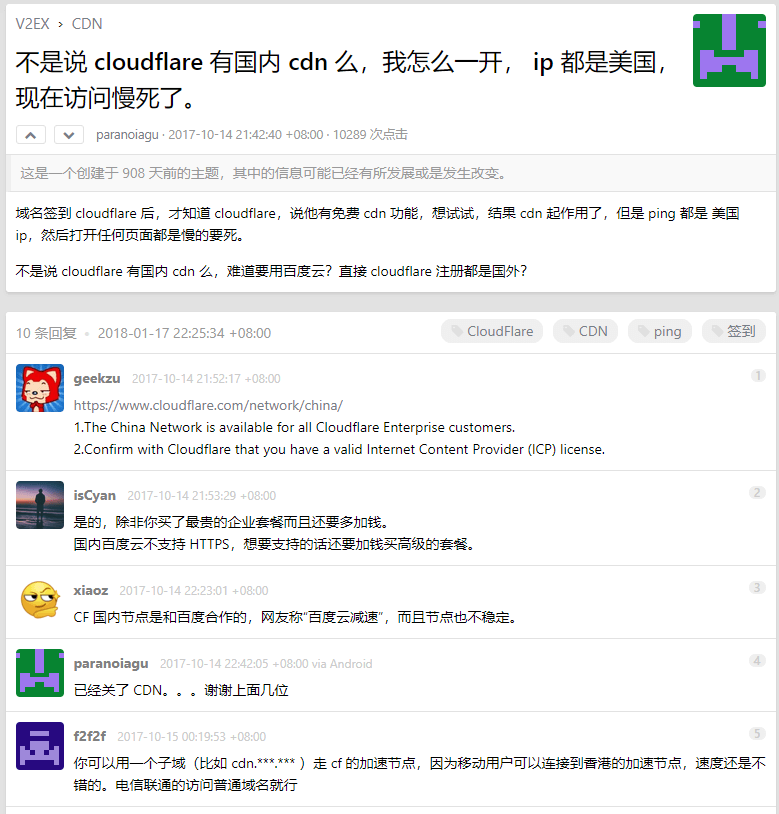 V2EX › CDN
不是说 cloudflare 有国内 cdn 么，我怎么一开， ip 都是美国，
现在访问慢死了。
paranoiagu · 2017-10-14 21:42:40 +08:00 · 10289 次点击
这是一个创建于 908 天前的主题，其中的信息可能已经有所发展或是发生改变。
域名签到 cloudflare 后，才知道 cloudflare，说他有免费 cdn 功能，想试试，结果 cdn 起作用了，但是 ping 都是 美国
ip，然后打开任何页面都是慢的要死。
不是说 cloudflare 有国内 cdn 么，难道要用百度云？直接 cloudflare 注册都是国外？
10 条回复 • 2018-01-17 22:25:34 +08:00
CloudFlare CDN ping 签到
geekzu 2017-10-14 21:52:17 +08:00 1
https://www.cloudflare.com/network/china/
1.The China Network is available for all Cloudflare Enterprise customers.
2.Confirm with Cloudflare that you have a valid Internet Content Provider (ICP) license.
isCyan 2017-10-14 21:53:29 +08:00 2
是的，除非你买了最贵的企业套餐而且还要多加钱。
国内百度云不支持 HTTPS，想要支持的话还要加钱买高级的套餐。
xiaoz 2017-10-14 22:23:01 +08:00 3
CF 国内节点是和百度合作的，网友称“百度云减速”，而且节点也不稳定。
paranoiagu 2017-10-14 22:42:05 +08:00 via Android 4
已经关了 CDN。。。谢谢上面几位
f2f2f 2017-10-15 00:19:53 +08:00 5
你可以用一个子域（比如 cdn.***.*** ）走 cf 的加速节点，因为移动用户可以连接到香港的加速节点，速度还是不
错的。电信联通的访问普通域名就行